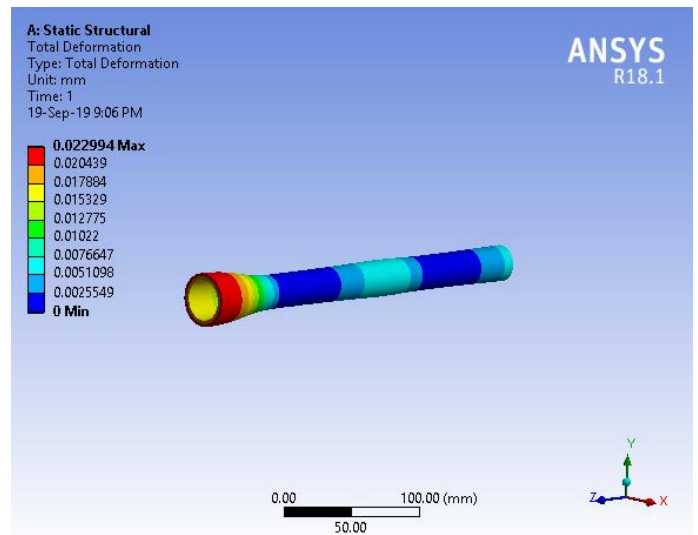 A: Static Structural
Total Deformation
Type: Total Deformation
Unit: mm
Time: 1
19-Sep-19 9:06 PM
ANSYS
R18.1
0.022994 Max
0.020439
0.017884
0.015329
0.012775
0.01022
0.0076647
0.0051098
0.0025549
0 Min
Y
Z
X
0.00
100.00 (mm)
50.00